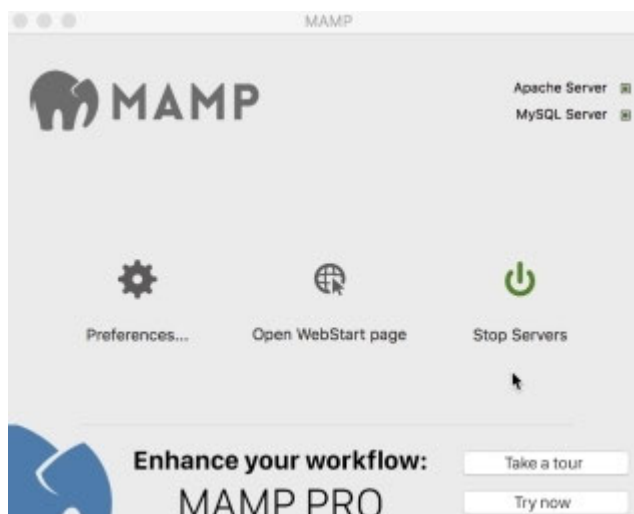 MAMP
MAMP
Apache Server
MySQL Server
Preferences...
Open WebStart page
Stop Servers
Enhance your workflow:
Take a tour
MAMP PRO
Try now